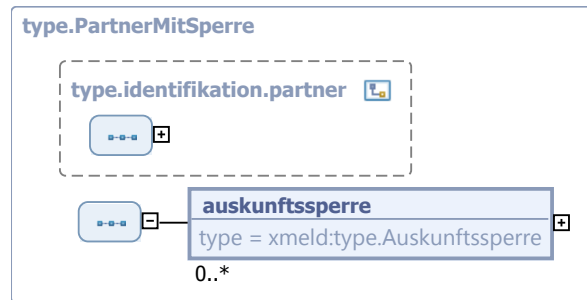 type.PartnerMitSperre
type.identifikation.partner
auskunftssperre
type = xmeld:type.Auskunftssperre
0..*